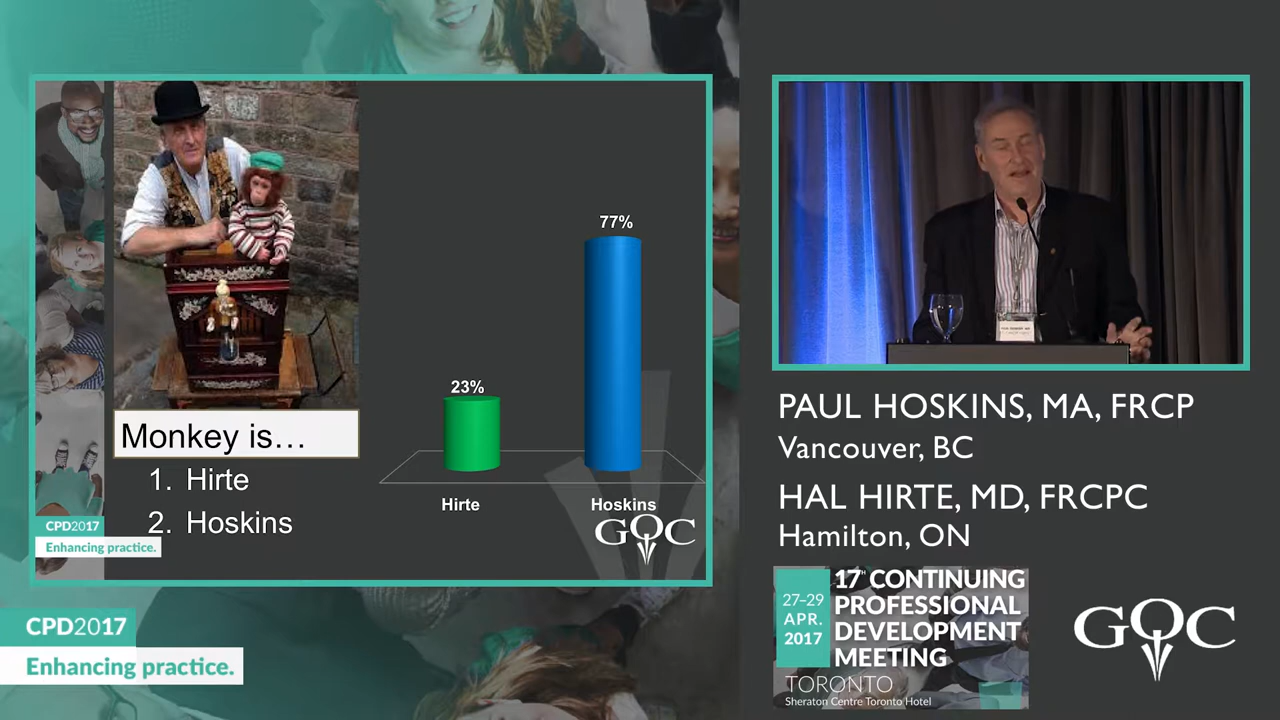 77%
23%
Monkey is…
1. Hirte
2. Hoskins
Hirte
Hoskins
GOC
CPD2017
Enhancing practice.
CPD2017
Enhancing practice.
PAUL HOSKINS, MA, FRCP
Vancouver, BC
HAL HIRTE, MD, FRCPC
Hamilton, ON
27–29
APR.
2017
17TH CONTINUING
PROFESSIONAL
DEVELOPMENT
MEETING
TORONTO
Sheraton Centre Toronto Hotel
GOC